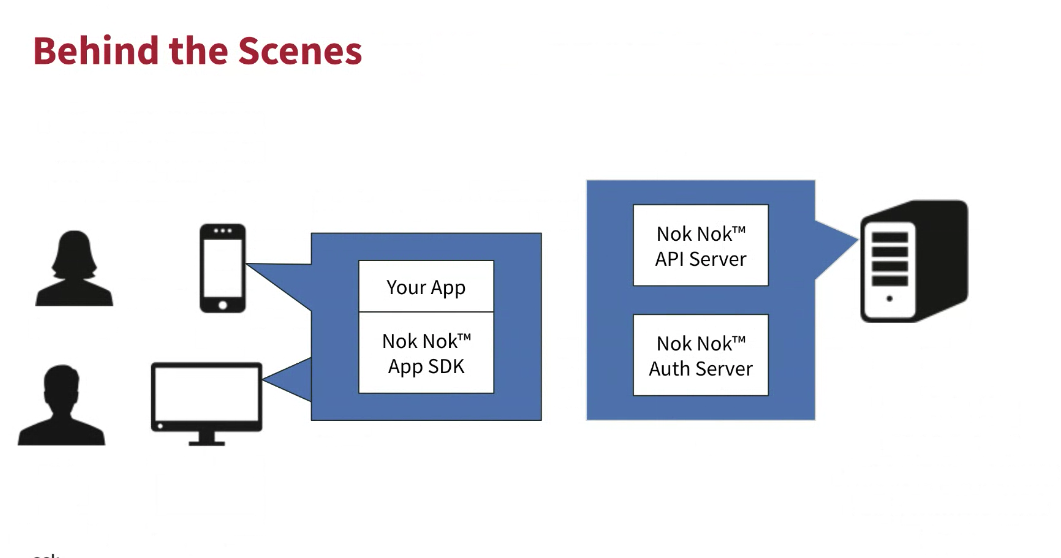 Behind the Scenes
Your App
Nok Nok™
App SDK
Nok Nok™
API Server
Nok Nok™
Auth Server